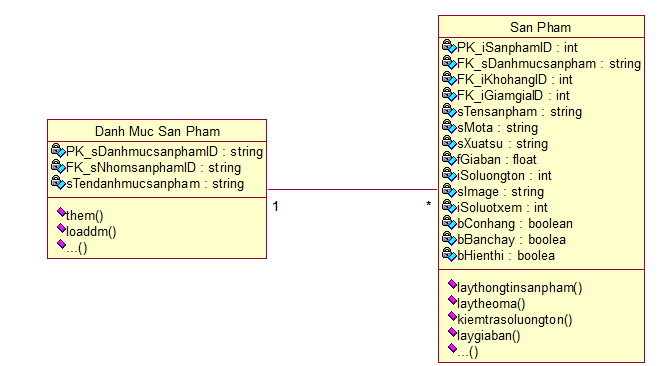 Danh Muc San Pham
PK_sDanhmucsanphamID : string
FK_sNhomsanphamID : string
sTendanhmucsanpham : string
them()
loaddm()
...()
1
*
San Pham
PK_iSanphamID : int
FK_sDanhmucsanpham : string
FK_iKhohangID : int
FK_iGiamgiaID : int
sTensanpham : string
sMota : string
sXuatsu : string
fGiaban : float
iSoluongton : int
sImage : string
iSoluotxem : int
bConhang : boolean
bBanchay : boolea
bHienthi : boolea
laythongtinsanpham()
laytheoma()
kiemtrasoluongton()
laygiaban()
...()